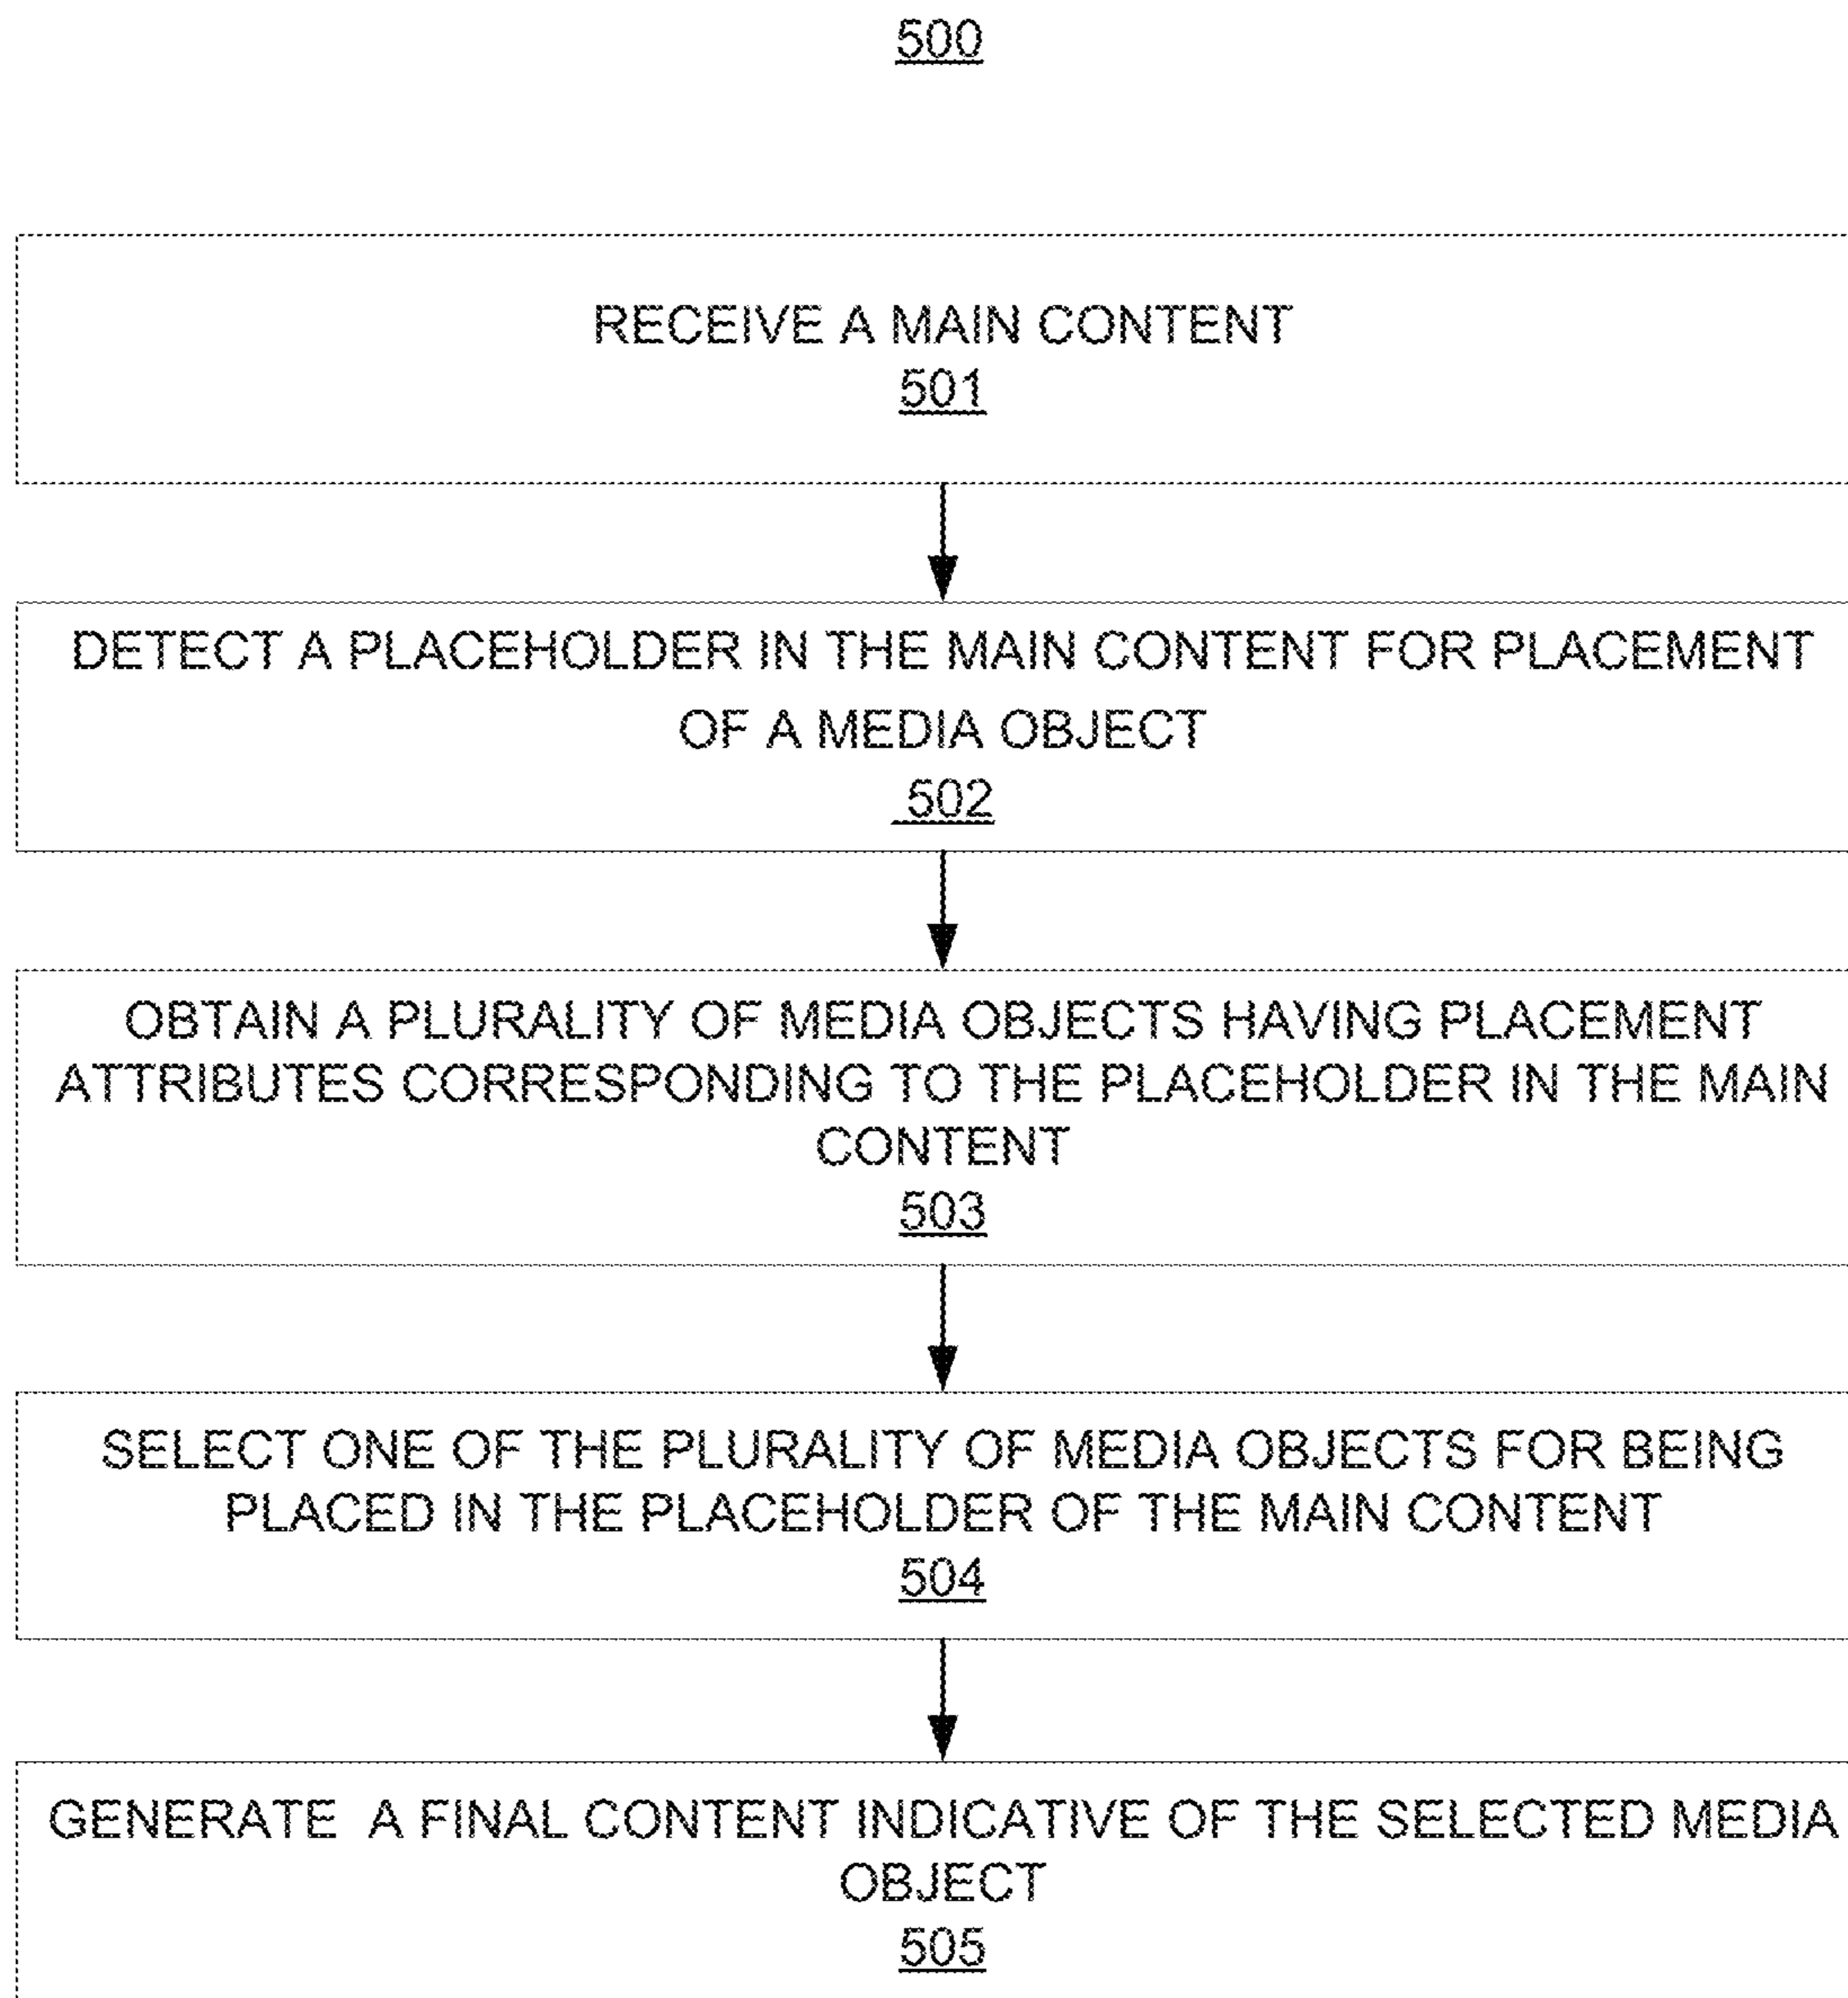 500
RECEIVE A MAIN CONTENT
501
DETECT A PLACEHOLDER IN THE MAIN CONTENT FOR PLACEMENT
OF A MEDIA OBJECT
502
OBTAIN A PLURALITY OF MEDIA OBJECTS HAVING PLACEMENT
ATTRIBUTES CORRESPONDING TO THE PLACEHOLDER IN THE MAIN
CONTENT
503
SELECT ONE OF THE PLURALITY OF MEDIA OBJECTS FOR BEING
PLACED IN THE PLACEHOLDER OF THE MAIN CONTENT
504
GENERATE A FINAL CONTENT INDICATIVE OF THE SELECTED MEDIA
OBJECT
505